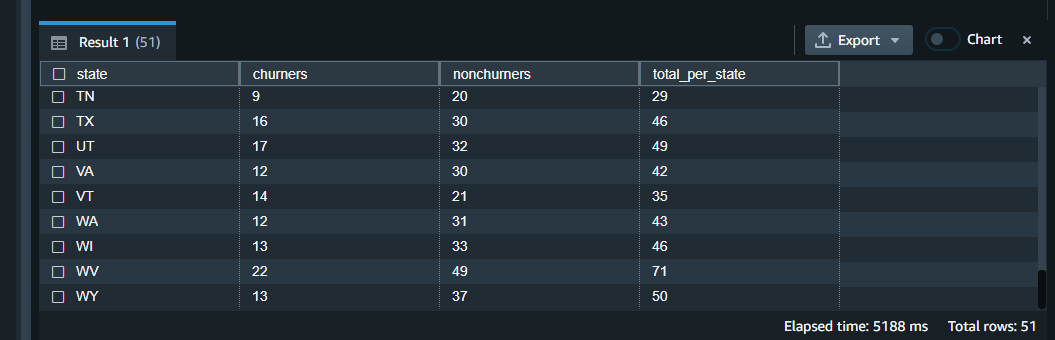 Result 1 (51) Export Chart ×
state churners nonchurners total_per_state
TN 9 20 29
TX 16 30 46
UT 17 32 49
VA 12 30 42
VT 14 21 35
WA 12 31 43
WI 13 33 46
WV 22 49 71
WY 13 37 50
Elapsed time: 5188 ms Total rows: 51